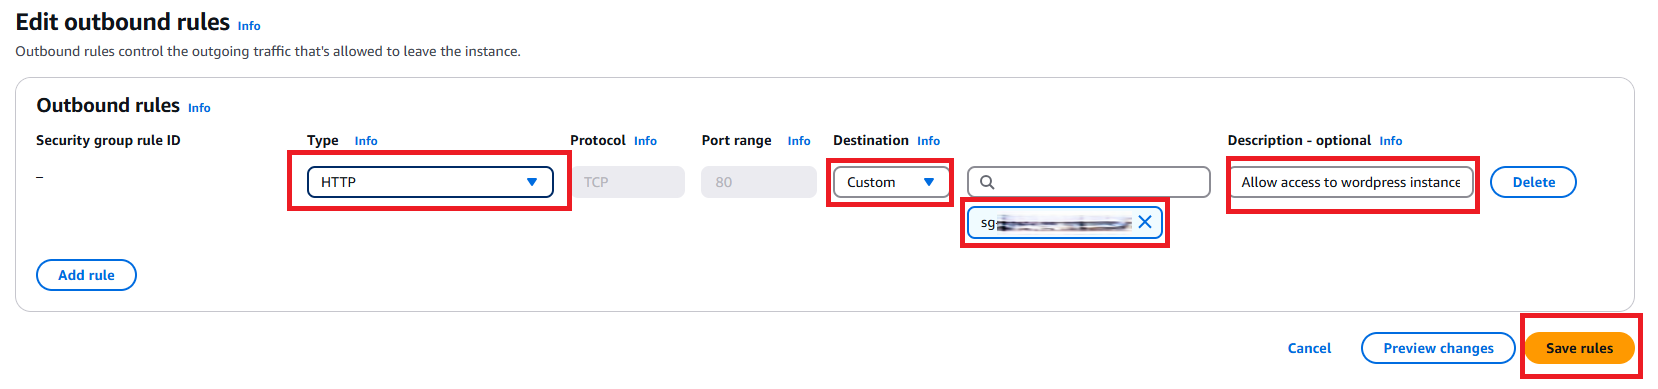 Edit outbound rules Info
Outbound rules control the outgoing traffic that's allowed to leave the instance.
Outbound rules Info
Security group rule ID Type Info Protocol Info Port range Info Destination Info Description - optional Info
– HTTP TCP 80 Custom Allow access to wordpress instance Delete
sg-
Add rule
Cancel Preview changes Save rules